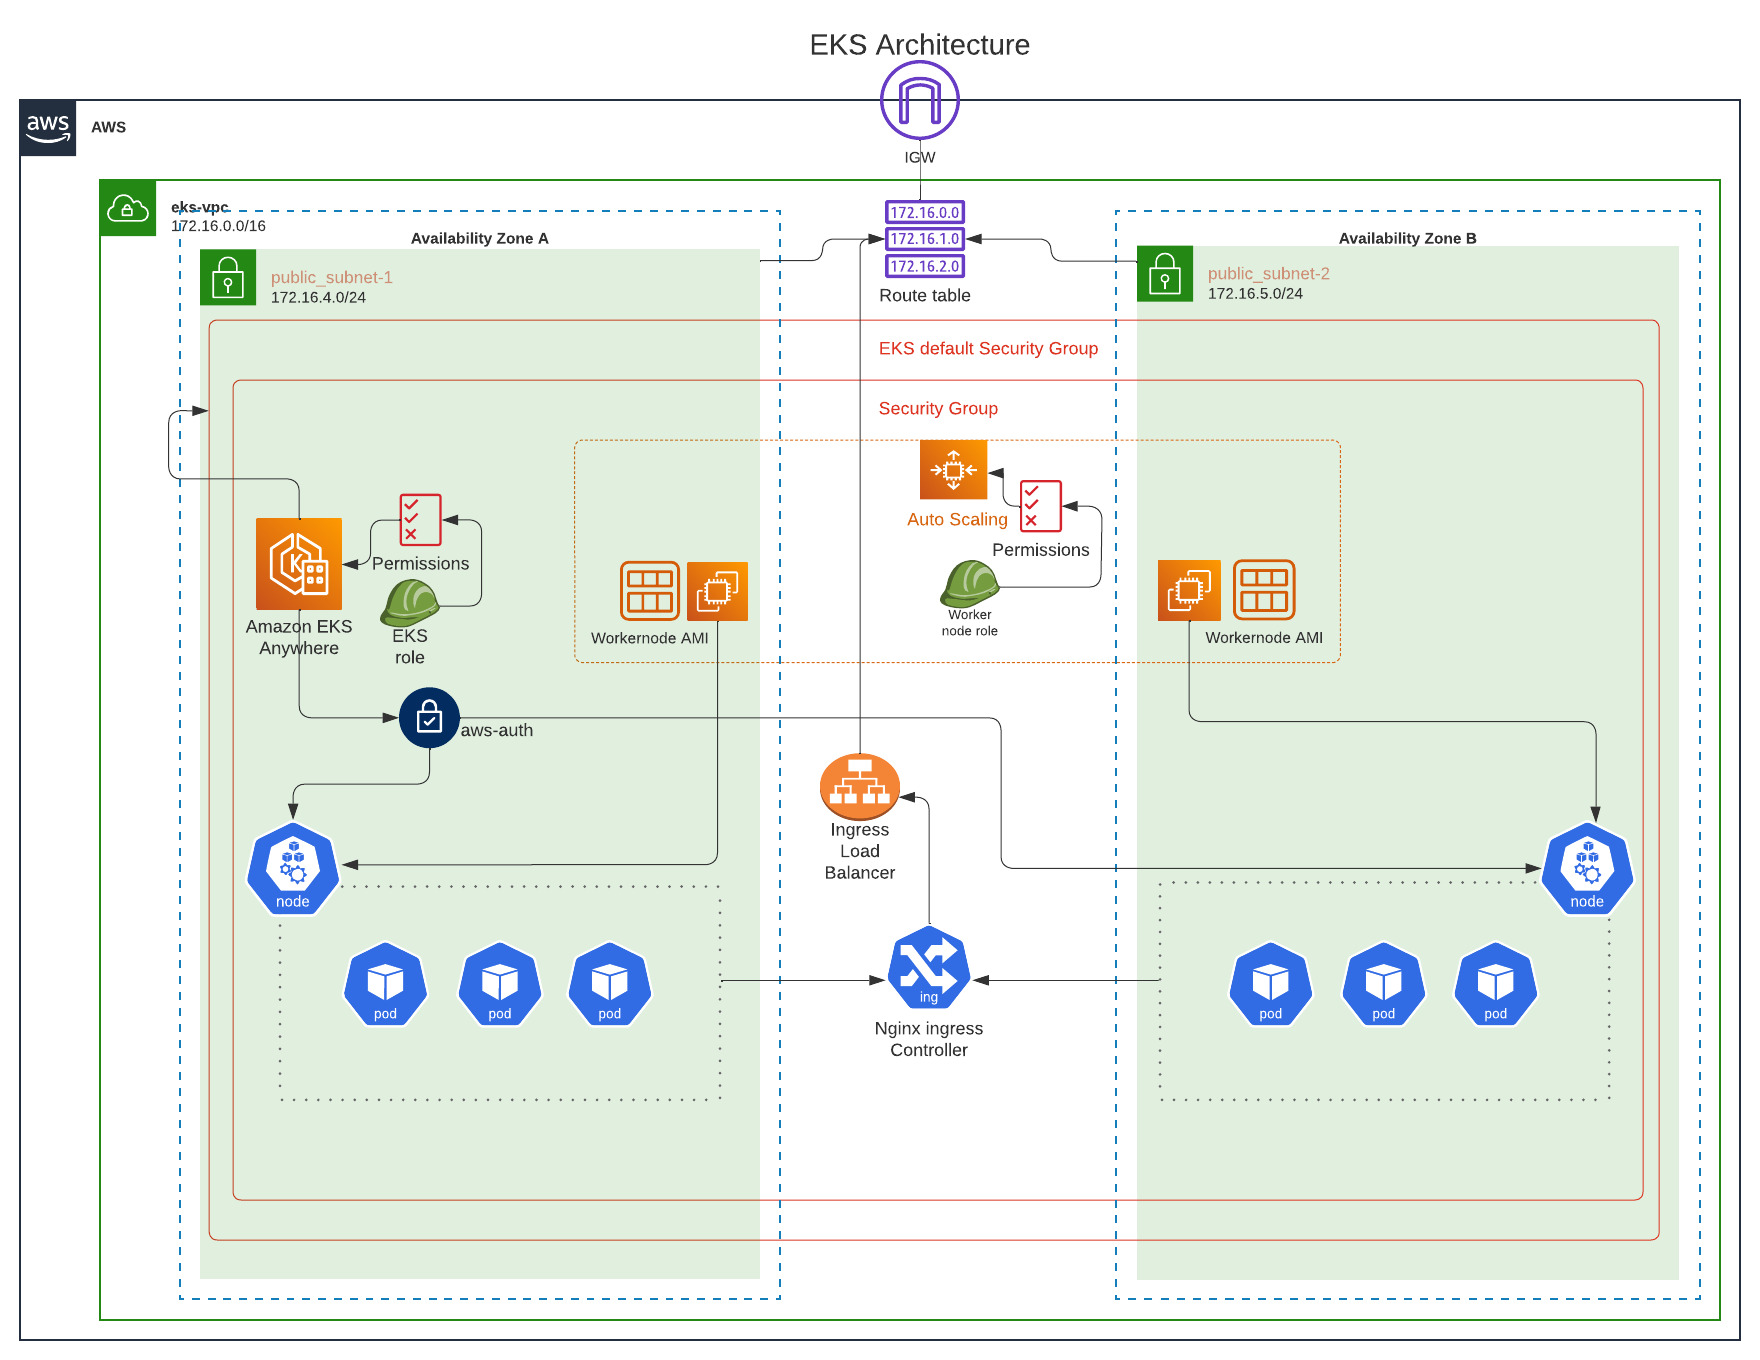 EKS Architecture
aws
AWS
IGW
eks-vpc
172.16.0.0/16
172.16.0.0
172.16.1.0
172.16.2.0
Route table
Availability Zone A
Availability Zone B
public_subnet-1
172.16.4.0/24
public_subnet-2
172.16.5.0/24
EKS default Security Group
Security Group
Auto Scaling
Permissions
Worker
node role
Permissions
K
Amazon EKS
Anywhere
EKS
role
Workernode AMI
Workernode AMI
aws-auth
Ingress
Load
Balancer
node
node
pod
pod
pod
ing
Nginx ingress
Controller
pod
pod
pod